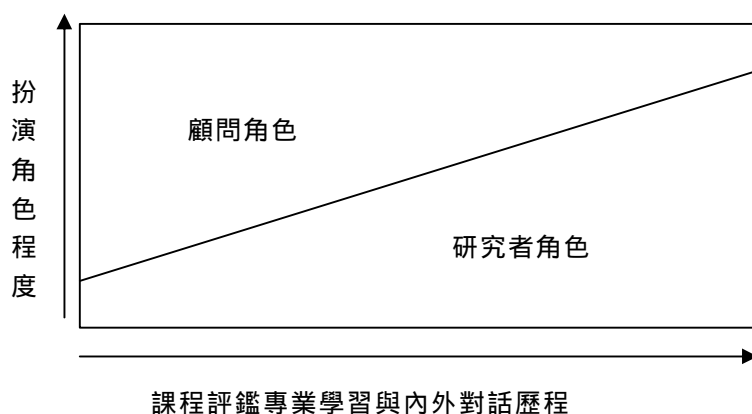 扮演角色程度
顧問角色
研究者角色
課程評鑑專業學習與內外對話歷程